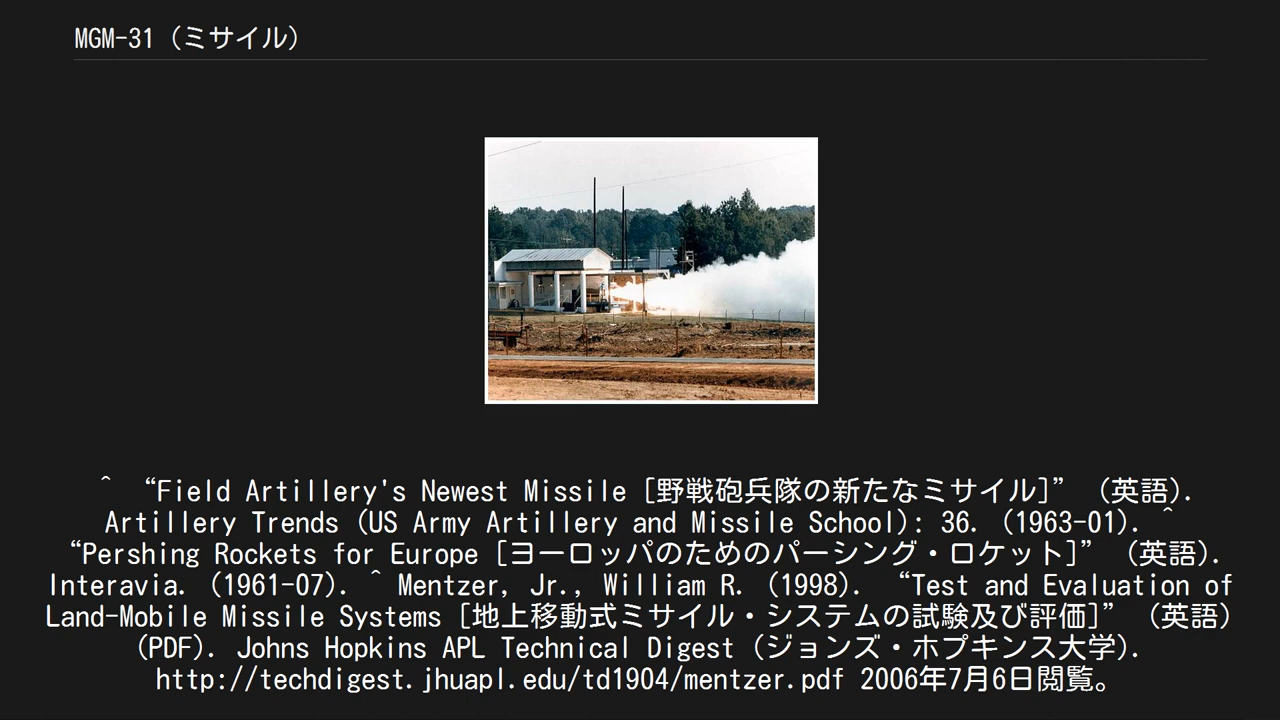 MGM-31 (ミサイル)
^ “Field Artillery's Newest Missile [野戦砲兵隊の新たなミサイル]” (英語).
Artillery Trends (US Army Artillery and Missile School): 36. (1963-01). ^
“Pershing Rockets for Europe [ヨーロッパのためのパーシング・ロケット]” (英語).
Interavia. (1961-07). ^ Mentzer, Jr., William R. (1998). “Test and Evaluation of
Land-Mobile Missile Systems [地上移動式ミサイル・システムの試験及び評価]” (英語)
(PDF). Johns Hopkins APL Technical Digest (ジョンズ・ホプキンス大学).
http://techdigest.jhuapl.edu/td1904/mentzer.pdf 2006年7月6日閲覧。